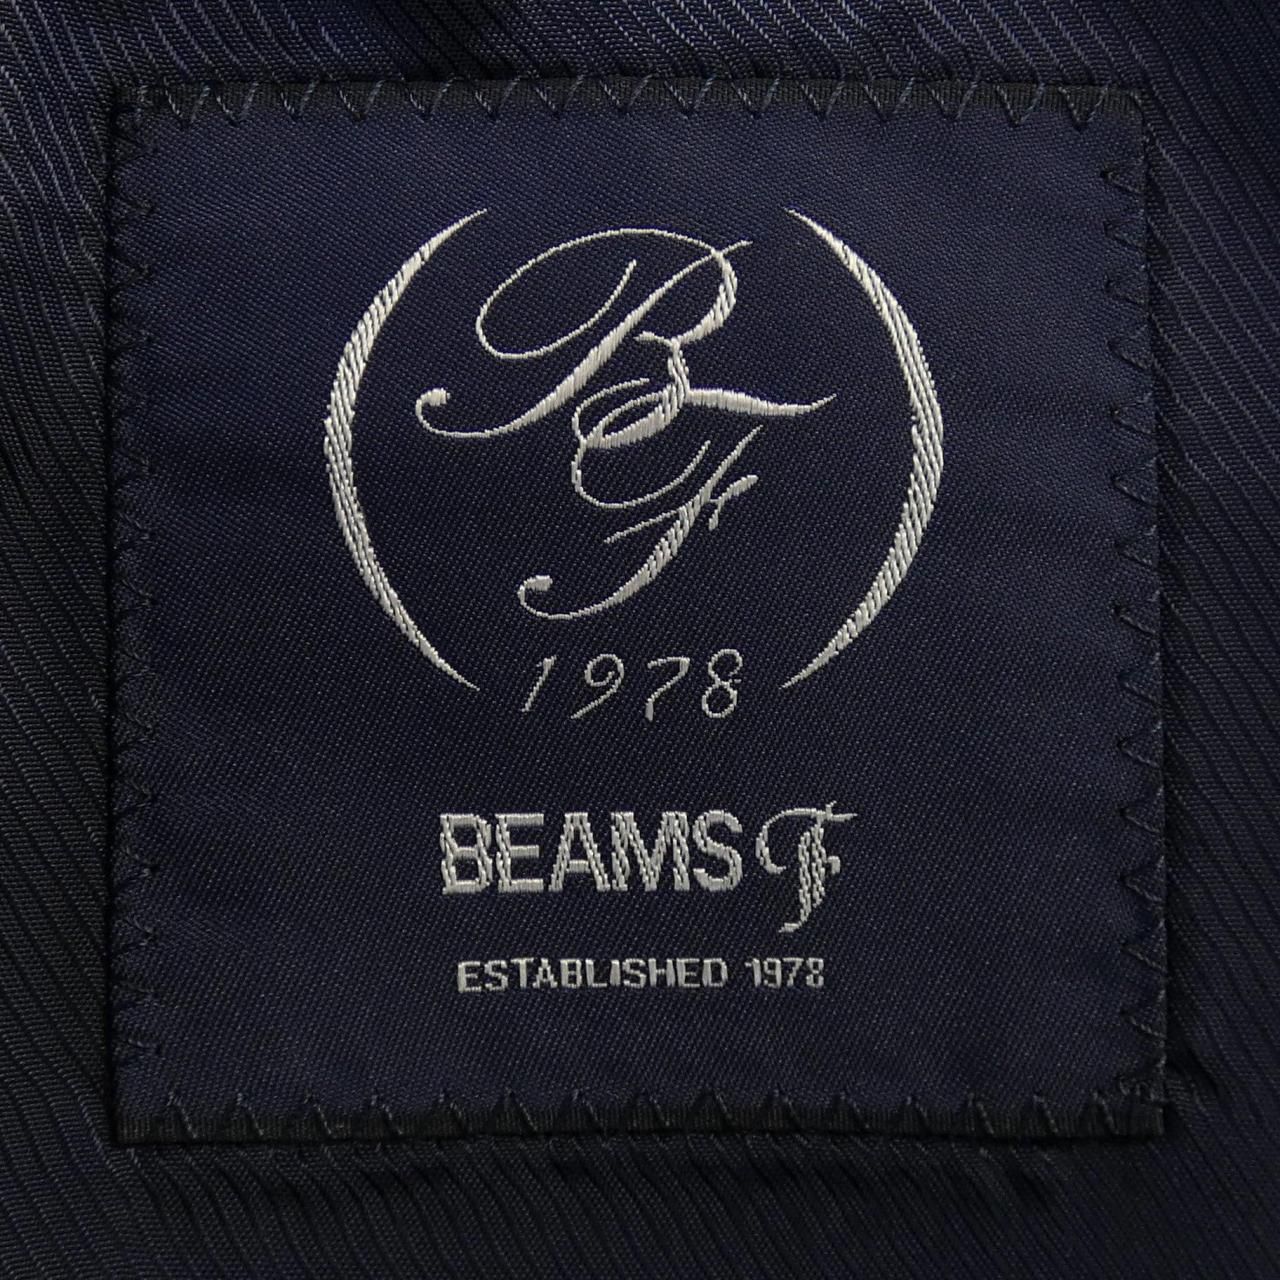 BF
1978
BEAMS F
ESTABLISHED 1978